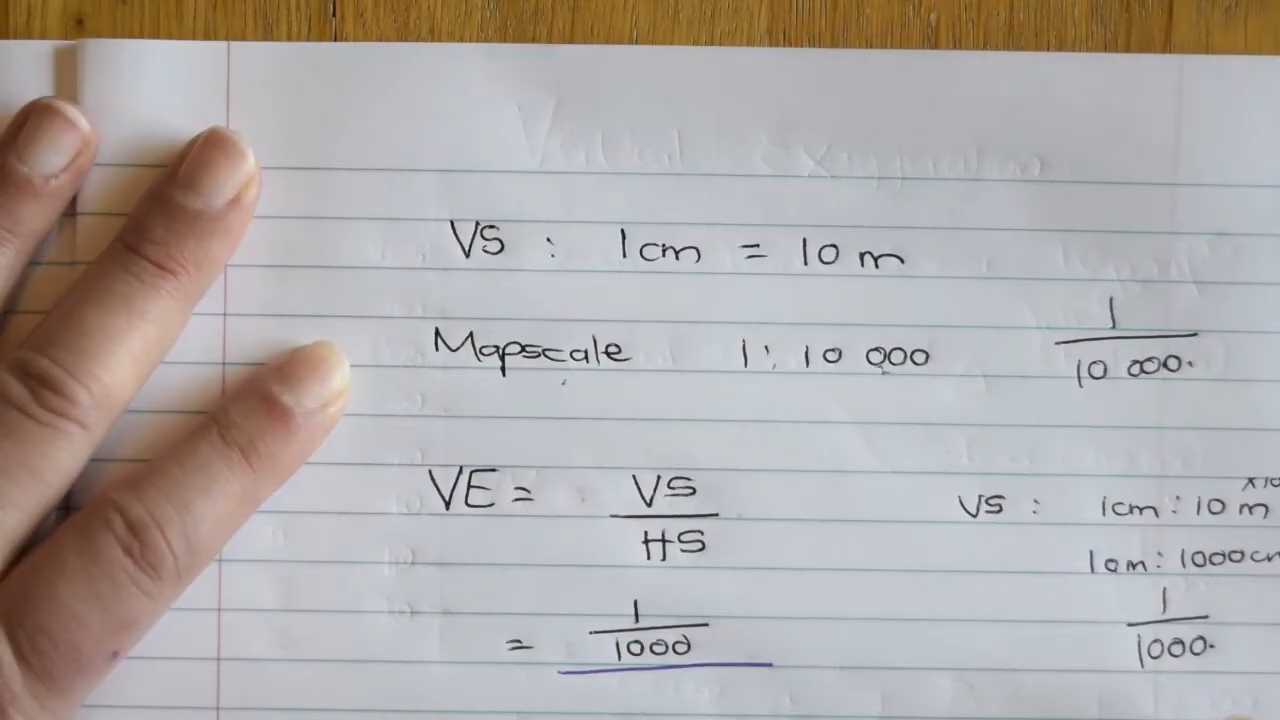 VS : 1cm = 10 m
Mapscale 1 : 10 000
1
10 000.
VE = VS
HS
= 1
1000
VS : 1cm : 10 m
1cm : 1000cm
1
1000.